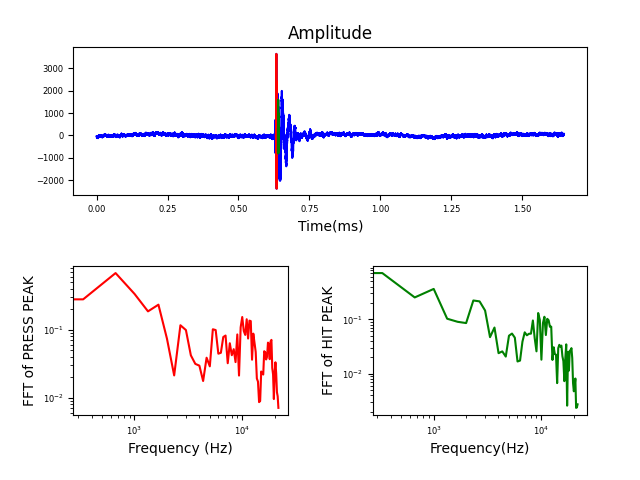 Amplitude
3000
2000
1000
0
−1000
−2000
0.00 0.25 0.50 0.75 1.00 1.25 1.50
Time(ms)
FFT of PRESS PEAK
10⁻¹
10⁻²
10³ 10⁴
Frequency (Hz)
FFT of HIT PEAK
10⁻¹
10⁻²
10³ 10⁴
Frequency(Hz)